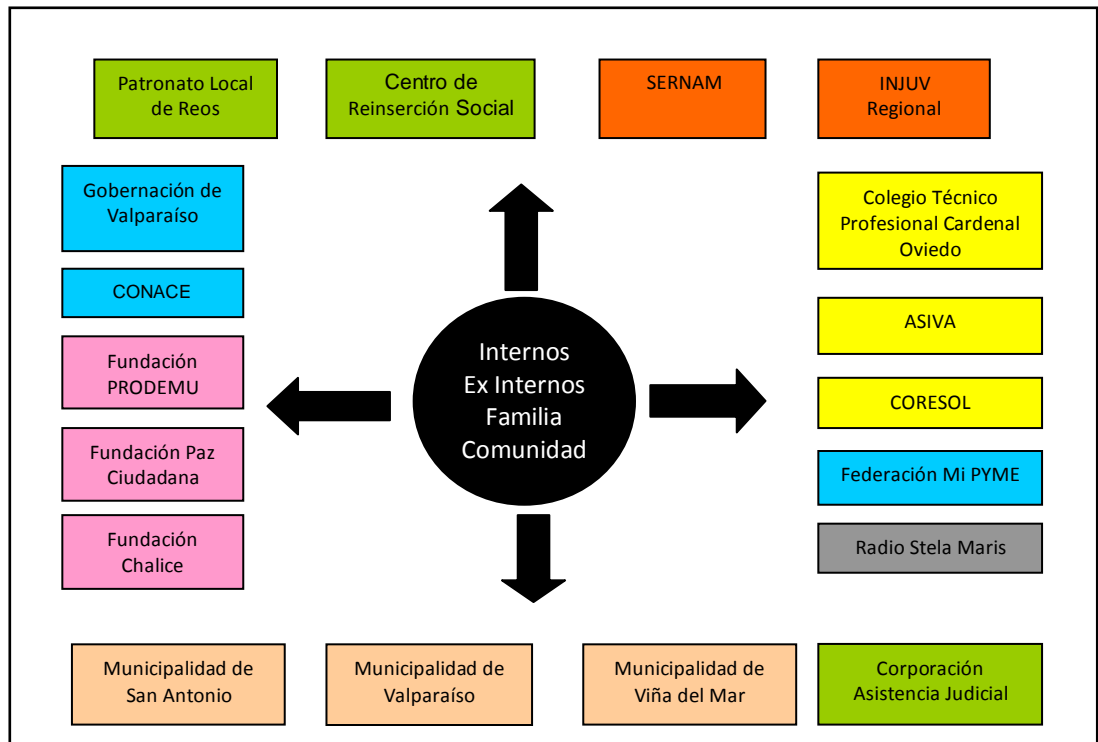 Patronato Local
de Reos
Centro de
Reinserción Social
SERNAM
INJUV
Regional
Gobernación de
Valparaíso
CONACE
Fundación
PRODEMU
Fundación Paz
Ciudadana
Fundación
Chalice
Internos
Ex Internos
Familia
Comunidad
Colegio Técnico
Profesional Cardenal
Oviedo
ASIVA
CORESOL
Federación Mi PYME
Radio Stela Maris
Municipalidad de
San Antonio
Municipalidad de
Valparaíso
Municipalidad de
Viña del Mar
Corporación
Asistencia Judicial